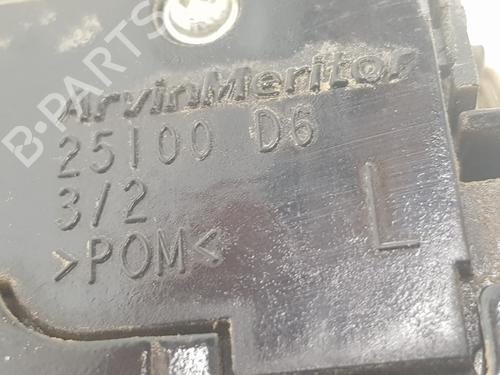 B-PARTS
ArvinMeritor
25100 D6
3/2
>POM<
L